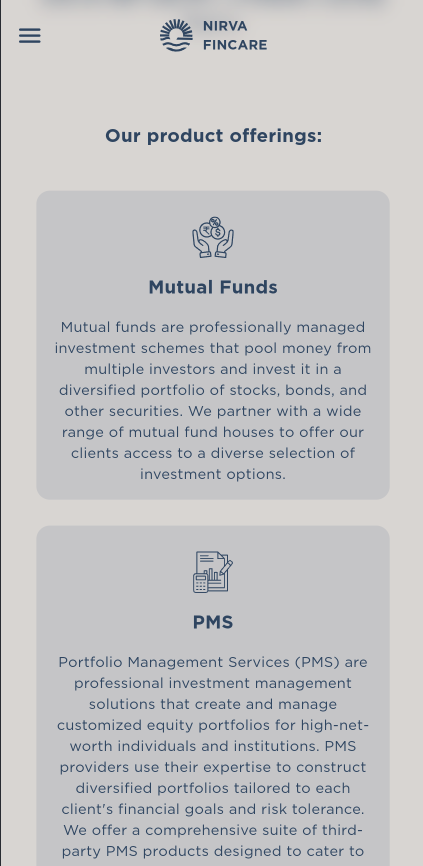 NIRVA
FINCARE
Our product offerings:
Mutual Funds
Mutual funds are professionally managed
investment schemes that pool money from
multiple investors and invest it in a
diversified portfolio of stocks, bonds, and
other securities. We partner with a wide
range of mutual fund houses to offer our
clients access to a diverse selection of
investment options.
PMS
Portfolio Management Services (PMS) are
professional investment management
solutions that create and manage
customized equity portfolios for high-net-
worth individuals and institutions. PMS
providers use their expertise to construct
diversified portfolios tailored to each
client's financial goals and risk tolerance.
We offer a comprehensive suite of third-
party PMS products designed to cater to